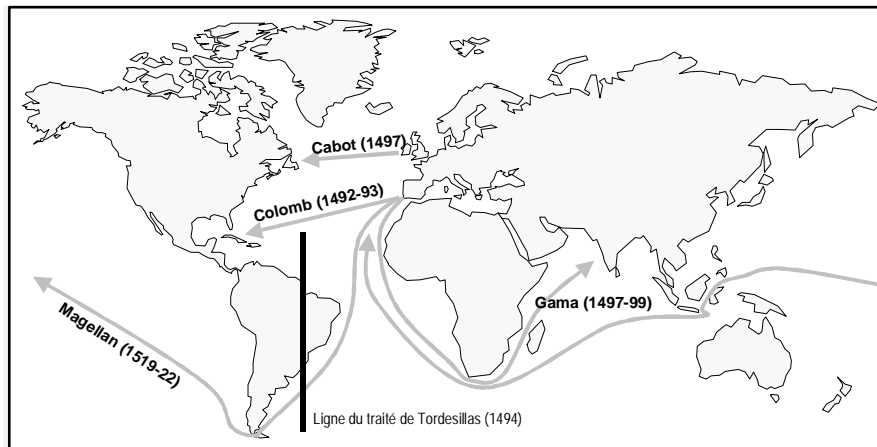 Cabot (1497)
Colomb (1492-93)
Gama (1497-99)
Magellan (1519-22)
Ligne du traité de Tordesillas (1494)